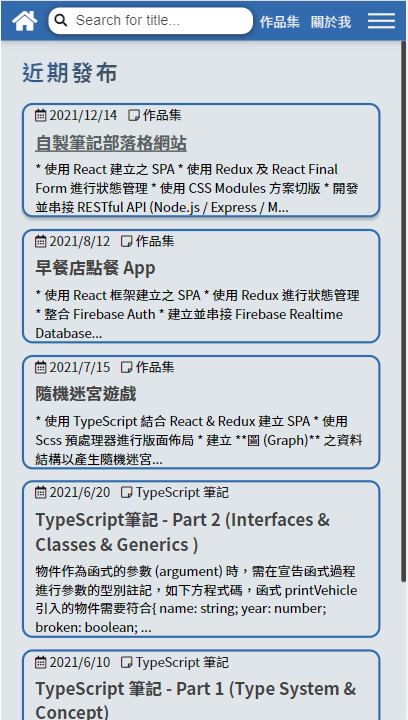 Search for title...
作品集 關於我
近期發布
2021/12/14 作品集
自製筆記部落格網站
* 使用 React 建立之 SPA * 使用 Redux 及 React Final
Form 進行狀態管理 * 使用 CSS Modules 方案切版 * 開發
並串接 RESTful API (Node.js / Express / M...
2021/8/12 作品集
早餐店點餐 App
* 使用 React 框架建立之 SPA * 使用 Redux 進行狀態管理
* 整合 Firebase Auth * 建立並串接 Firebase Realtime
Database...
2021/7/15 作品集
隨機迷宮遊戲
* 使用 TypeScript 結合 React & Redux 建立 SPA * 使用
Scss 預處理器進行版面佈局 * 建立 **圖 (Graph)** 之資料
結構以產生隨機迷宮...
2021/6/20 TypeScript 筆記
TypeScript筆記 - Part 2 (Interfaces &
Classes & Generics )
物件作為函式的參數 (argument) 時，需在宣告函式過程
進行參數的型別註記，如下方程式碼，函式 printVehicle
引入的物件需要符合{ name: string; year: number;
broken: boolean; ...
2021/6/10 TypeScript 筆記
TypeScript 筆記 - Part 1 (Type System &
Concept)